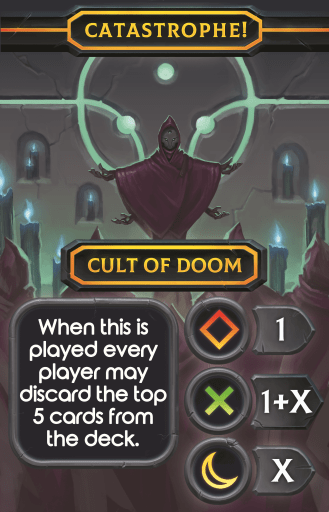 CATASTROPHE!
CULT OF DOOM
When this is
played every
player may
discard the top
5 cards from
the deck.
1
1+X
X